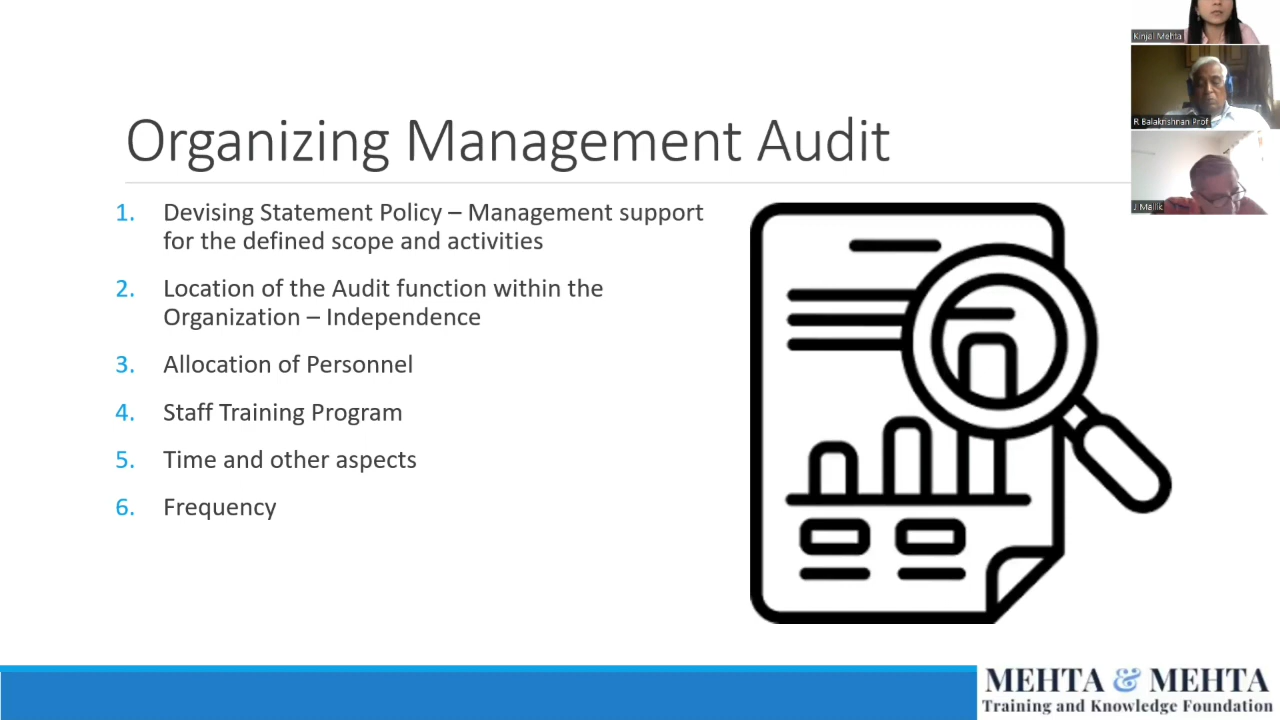 Organizing Management Audit
1. Devising Statement Policy – Management support
for the defined scope and activities
2. Location of the Audit function within the
Organization – Independence
3. Allocation of Personnel
4. Staff Training Program
5. Time and other aspects
6. Frequency
Kinjal Mehta
R Balakrishnan Prof
J Mallik
MEHTA & MEHTA
Training and Knowledge Foundation